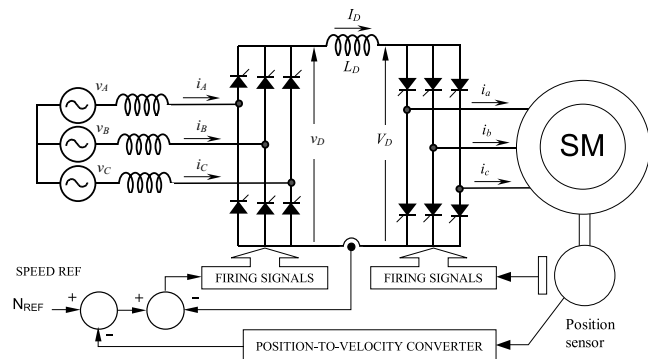 I_D
L_D
v_A
i_A
v_B
i_B
v_C
i_C
v_D
V_D
i_a
i_b
i_c
SM
FIRING SIGNALS
FIRING SIGNALS
SPEED REF
N_REF
+
-
+
-
POSITION-TO-VELOCITY CONVERTER
Position
sensor